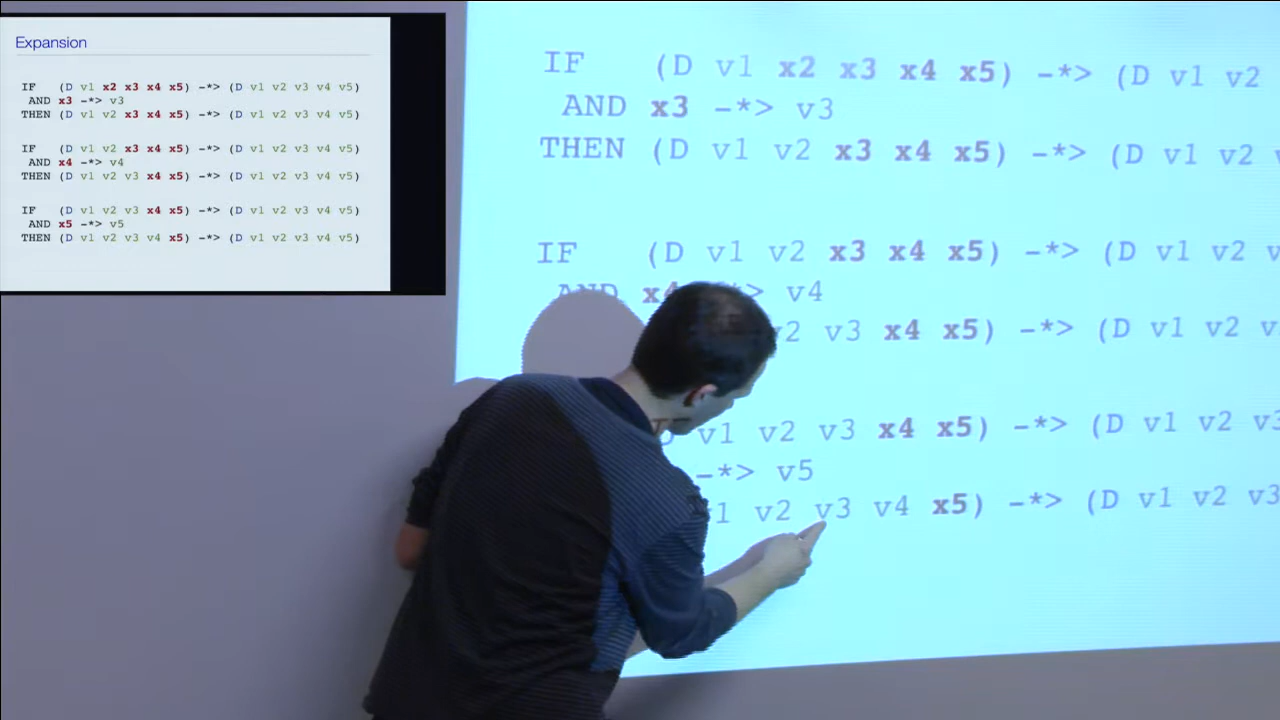 Expansion
IF (D v1 x2 x3 x4 x5) -*> (D v1 v2 v3 v4 v5)
AND x3 -*> v3
THEN (D v1 v2 x3 x4 x5) -*> (D v1 v2 v3 v4 v5)
IF (D v1 v2 x3 x4 x5) -*> (D v1 v2 v3 v4 v5)
AND x4 -*> v4
THEN (D v1 v2 v3 x4 x5) -*> (D v1 v2 v3 v4 v5)
IF (D v1 v2 v3 x4 x5) -*> (D v1 v2 v3 v4 v5)
AND x5 -*> v5
THEN (D v1 v2 v3 v4 x5) -*> (D v1 v2 v3 v4 v5)
IF (D v1 x2 x3 x4 x5) -*> (D v1 v2
AND x3 -*> v3
THEN (D v1 v2 x3 x4 x5) -*> (D v1 v2
IF (D v1 v2 x3 x4 x5) -*> (D v1 v2
AND x4 > v4
v2 v3 x4 x5) -*> (D v1 v2
v1 v2 v3 x4 x5) -*> (D v1 v2 v3
-*> v5
v2 v3 v4 x5) -*> (D v1 v2 v3